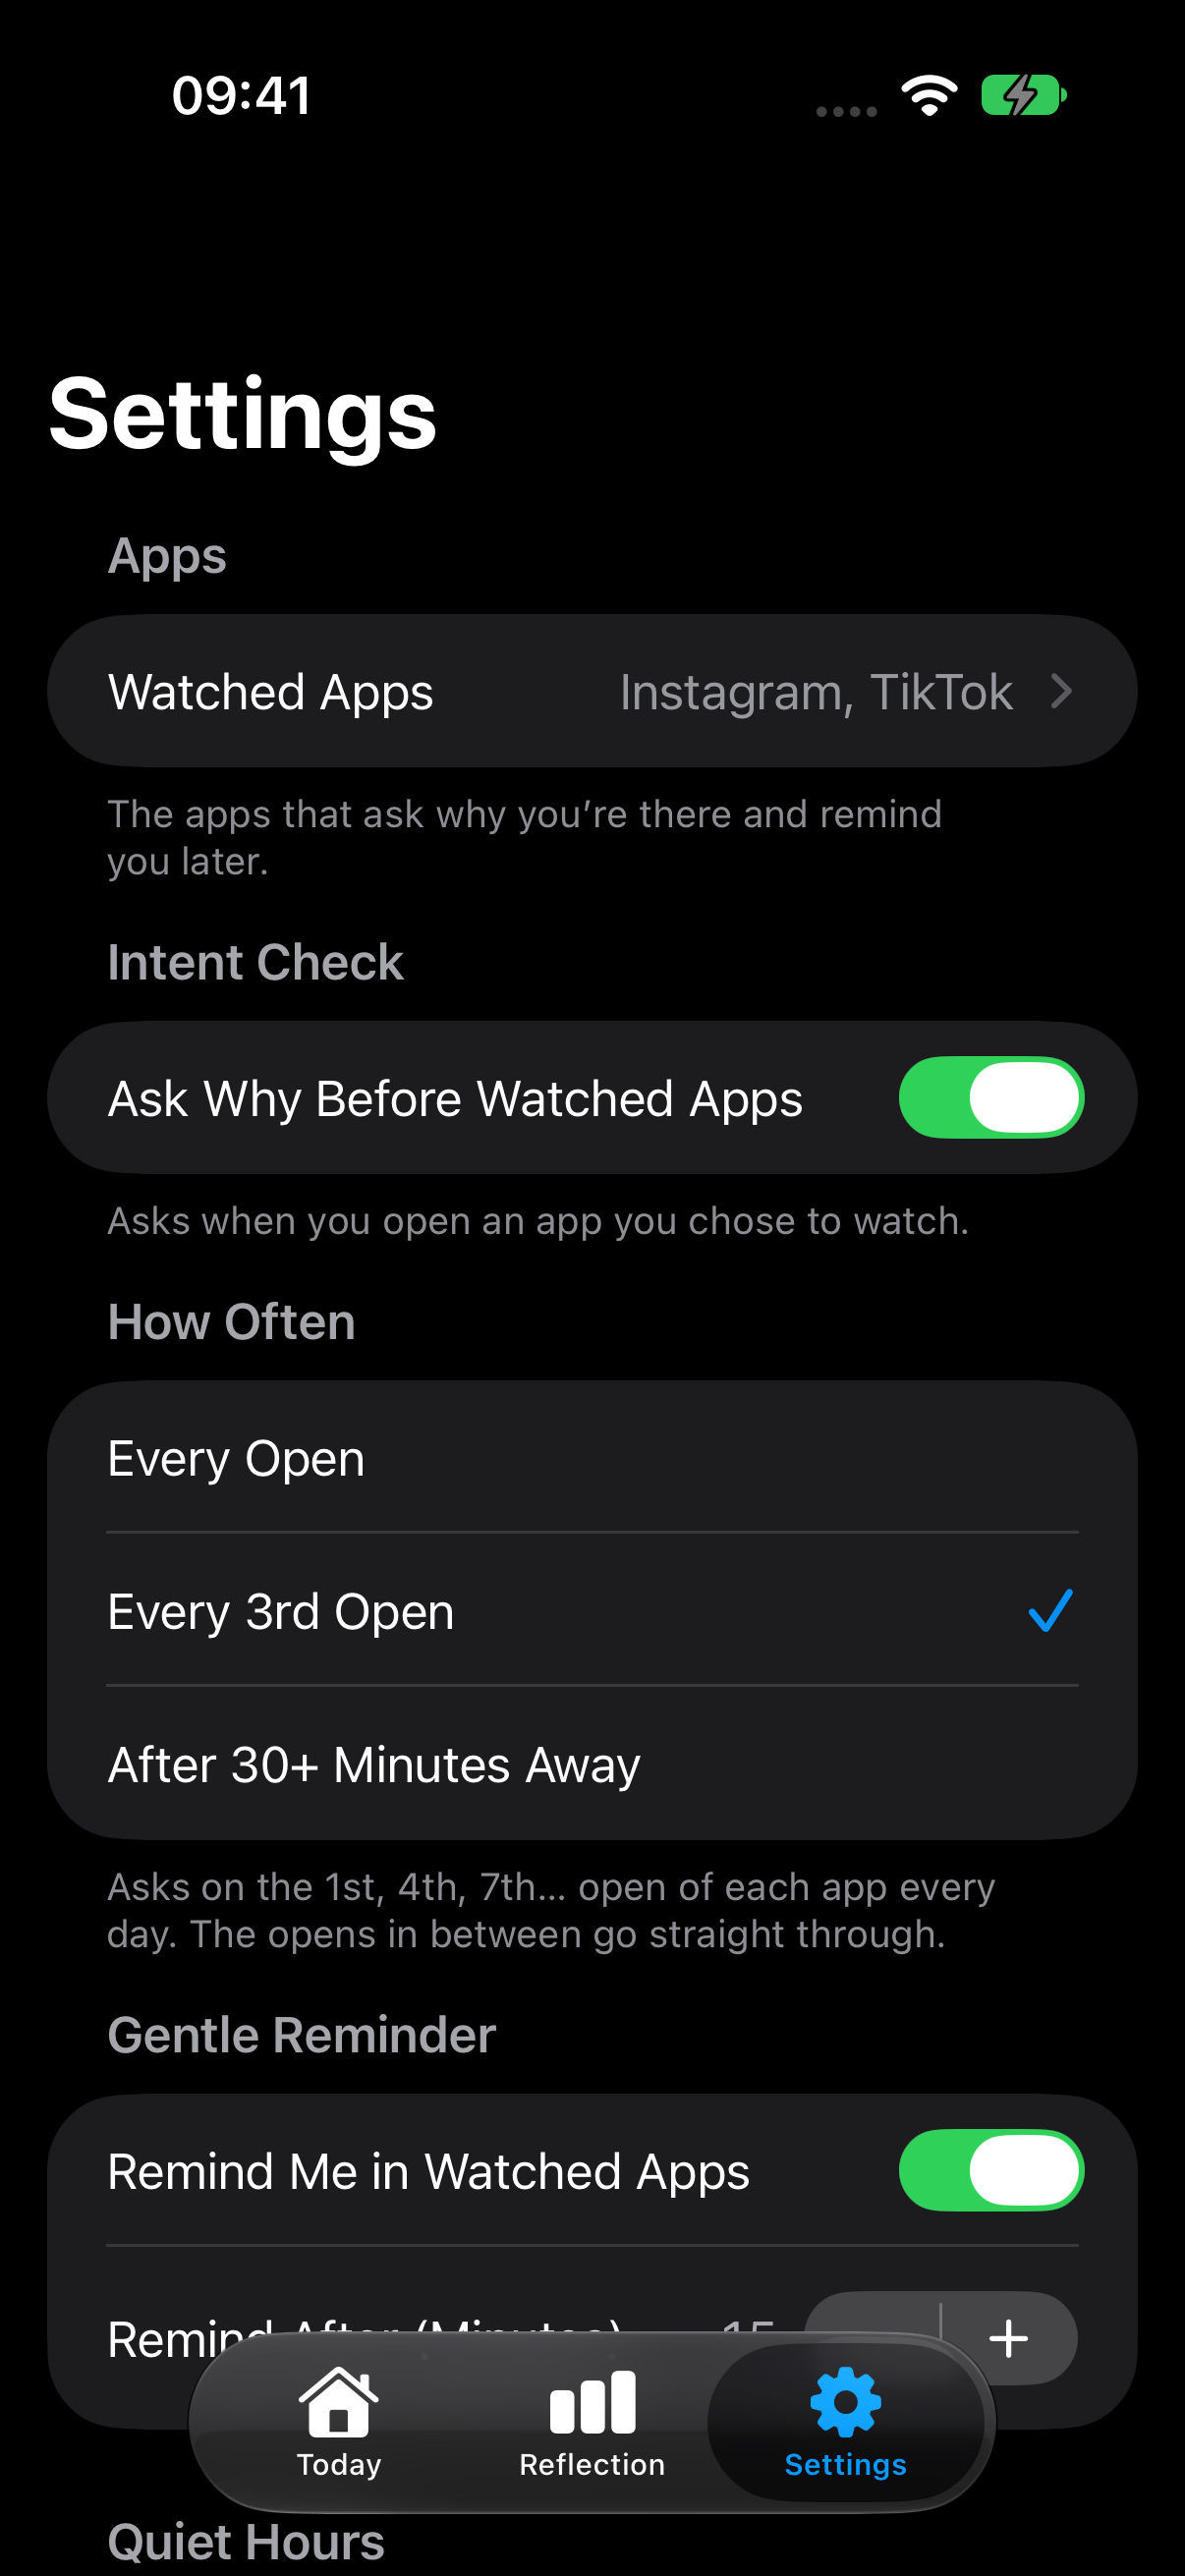 09:41
Settings
Apps
Watched Apps Instagram, TikTok
The apps that ask why you’re there and remind
you later.
Intent Check
Ask Why Before Watched Apps
Asks when you open an app you chose to watch.
How Often
Every Open
Every 3rd Open
After 30+ Minutes Away
Asks on the 1st, 4th, 7th... open of each app every
day. The opens in between go straight through.
Gentle Reminder
Remind Me in Watched Apps
Remind After (Minutes) 15
Today Reflection Settings
Quiet Hours